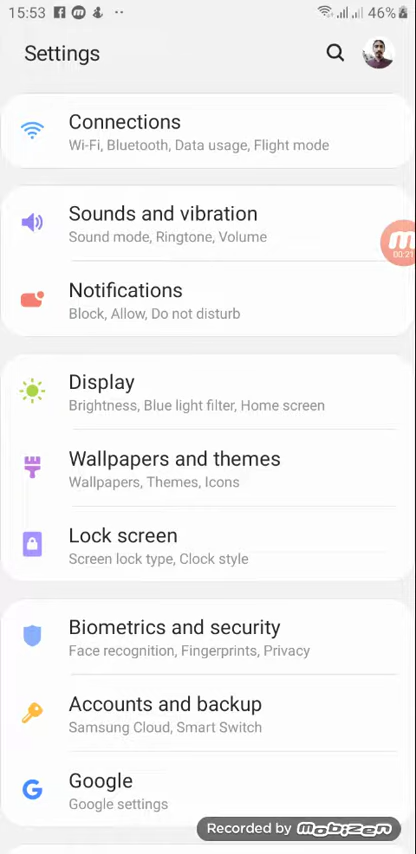 15:53 46%
Settings
Connections
Wi-Fi, Bluetooth, Data usage, Flight mode
Sounds and vibration
Sound mode, Ringtone, Volume
00:21
Notifications
Block, Allow, Do not disturb
Display
Brightness, Blue light filter, Home screen
Wallpapers and themes
Wallpapers, Themes, Icons
Lock screen
Screen lock type, Clock style
Biometrics and security
Face recognition, Fingerprints, Privacy
Accounts and backup
Samsung Cloud, Smart Switch
Google
Google settings
Recorded by mobizen